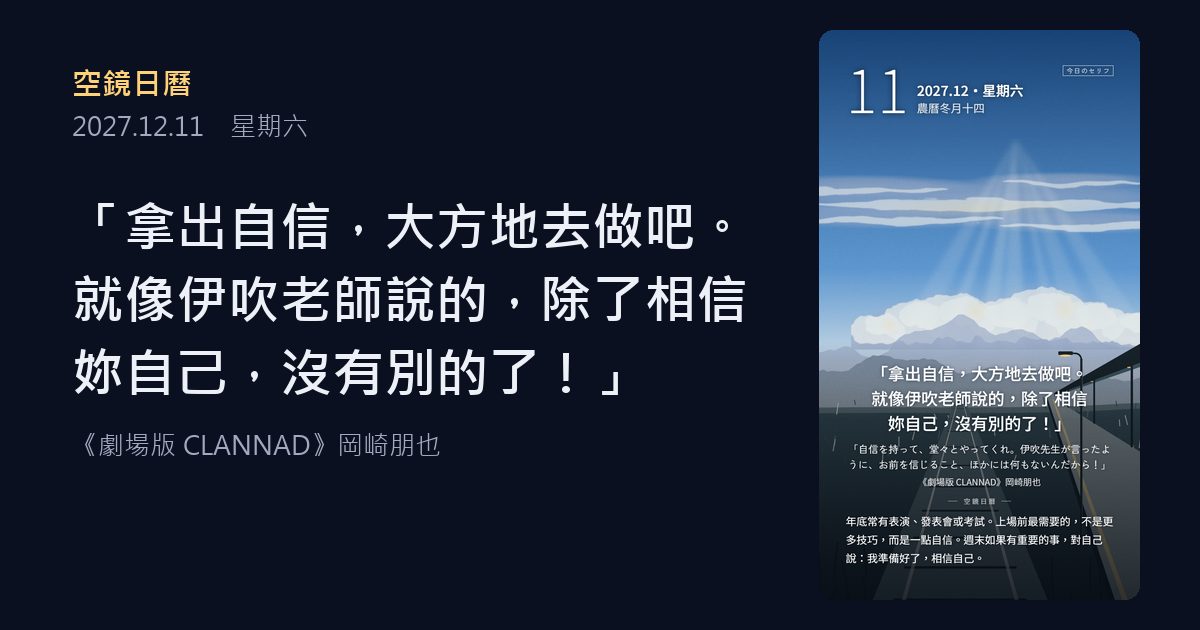 空鏡日曆
2027.12.11 星期六
「拿出自信，大方地去做吧。
就像伊吹老師說的，除了相信
妳自己，沒有別的了！」
《劇場版 CLANNAD》岡崎朋也
11
2027.12・星期六
農曆冬月十四
今日のセリフ
「拿出自信，大方地去做吧。
就像伊吹老師說的，除了相信
妳自己，沒有別的了！」
「自信を持って、堂々とやってくれ。伊吹先生が言ったよ
うに、お前を信じること、ほかには何もないんだから！」
《劇場版 CLANNAD》岡崎朋也
空鏡日曆
年底常有表演、發表會或考試。上場前最需要的，不是更
多技巧，而是一點自信。週末如果有重要的事，對自己
說：我準備好了，相信自己。